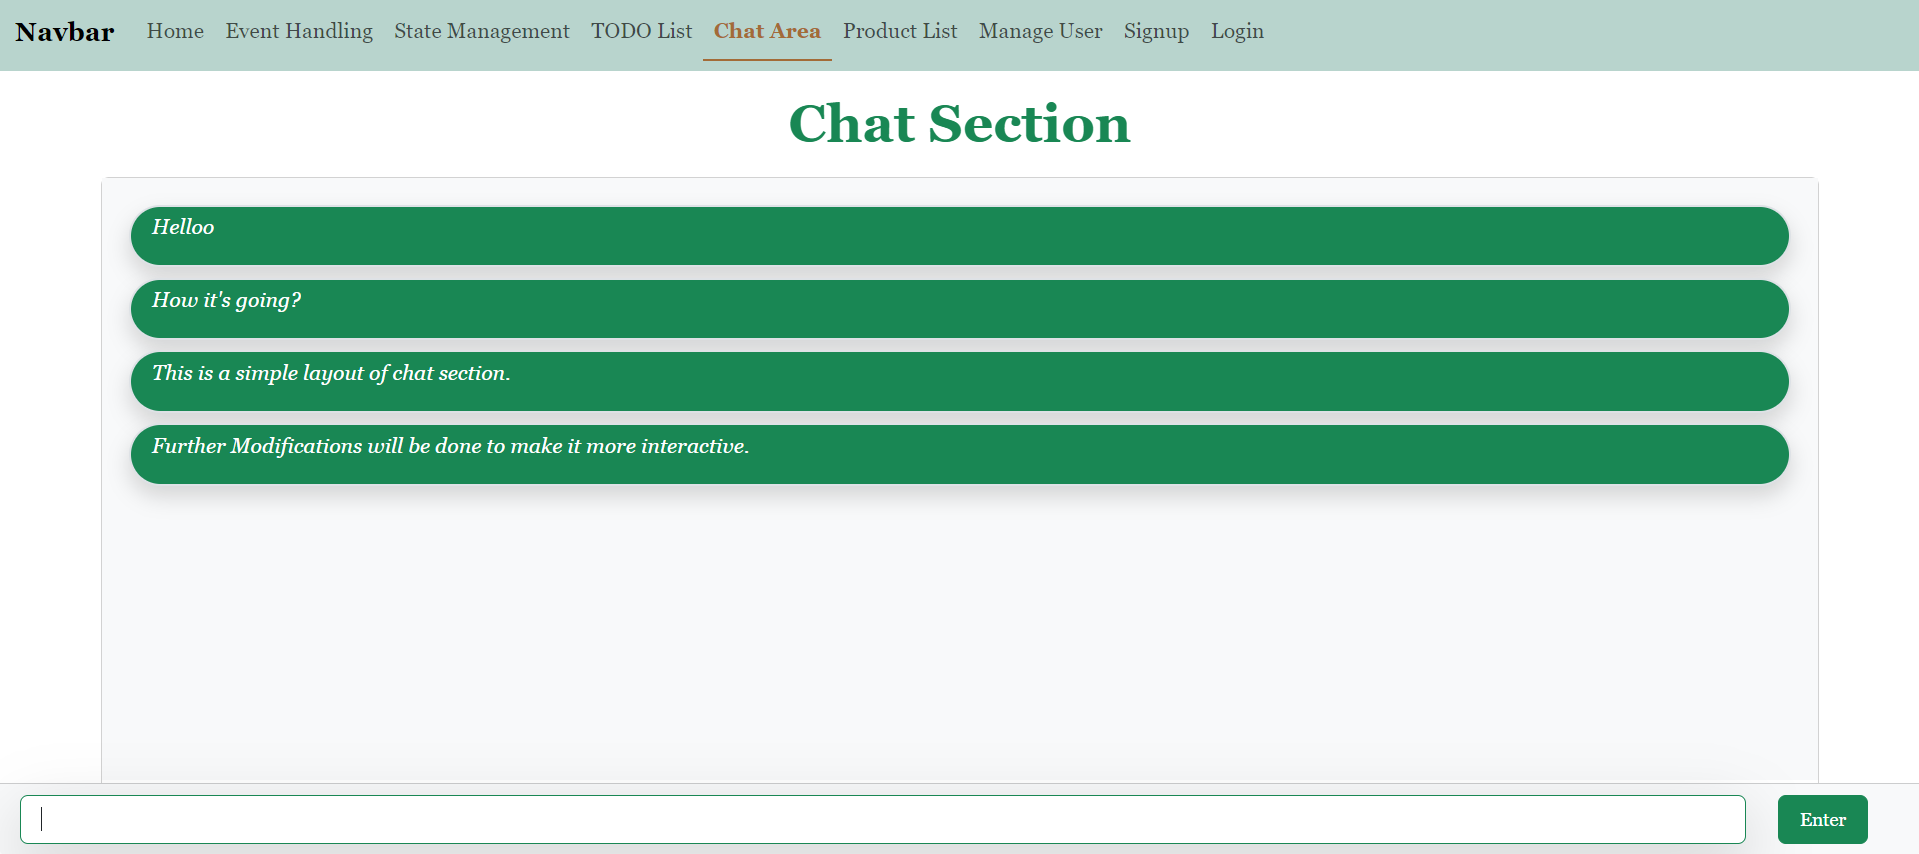 Navbar Home Event Handling State Management TODO List Chat Area Product List Manage User Signup Login
Chat Section
Helloo
How it's going?
This is a simple layout of chat section.
Further Modifications will be done to make it more interactive.
Enter